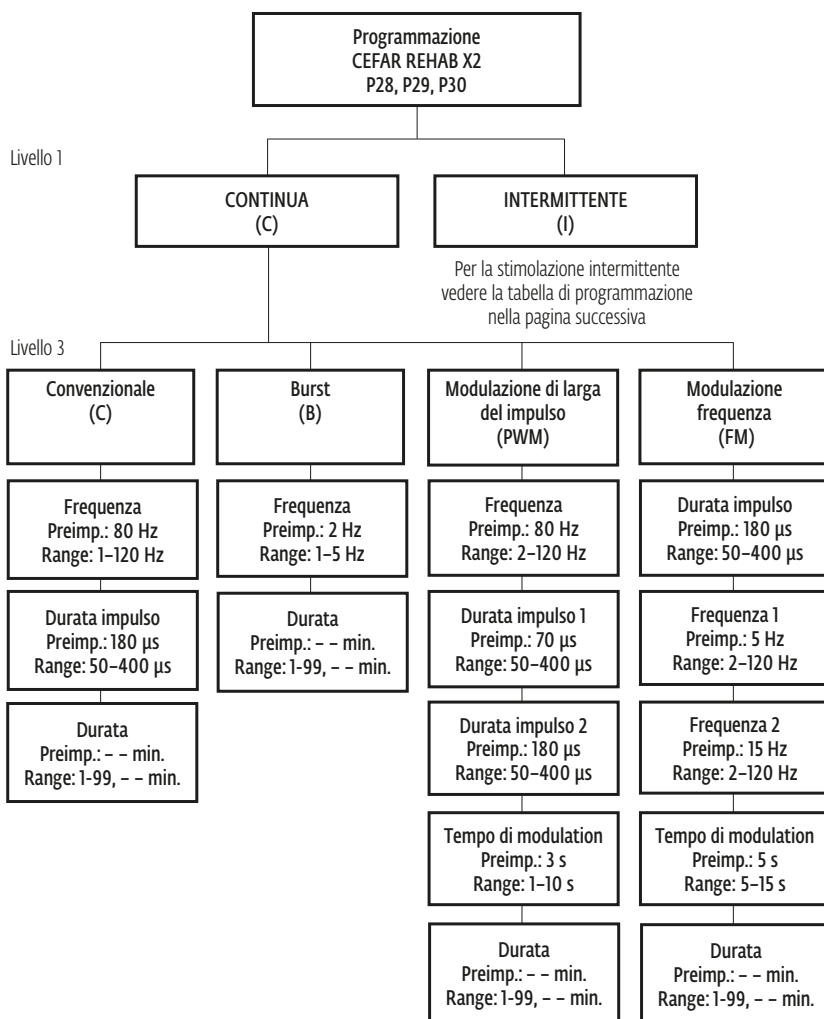 Programmazione
CEFAR REHAB X2
P28, P29, P30
Livello 1
CONTINUA
(C)
INTERMITTENTE
(I)
Per la stimolazione intermittente
vedere la tabella di programmazione
nella pagina successiva
Livello 3
Convenzionale
(C)
Frequenza
Preimp.: 80 Hz
Range: 1–120 Hz
Durata impulso
Preimp.: 180 µs
Range: 50–400 µs
Durata
Preimp.: – – min.
Range: 1-99, – – min.
Burst
(B)
Frequenza
Preimp.: 2 Hz
Range: 1–5 Hz
Durata
Preimp.: – – min.
Range: 1-99, – – min.
Modulazione di larga
del impulso
(PWM)
Frequenza
Preimp.: 80 Hz
Range: 2–120 Hz
Durata impulso 1
Preimp.: 70 µs
Range: 50–400 µs
Durata impulso 2
Preimp.: 180 µs
Range: 50–400 µs
Tempo di modulation
Preimp.: 3 s
Range: 1–10 s
Durata
Preimp.: – – min.
Range: 1-99, – – min.
Modulazione
frequenza
(FM)
Durata impulso
Preimp.: 180 µs
Range: 50–400 µs
Frequenza 1
Preimp.: 5 Hz
Range: 2–120 Hz
Frequenza 2
Preimp.: 15 Hz
Range: 2–120 Hz
Tempo di modulation
Preimp.: 5 s
Range: 5–15 s
Durata
Preimp.: – – min.
Range: 1-99, – – min.